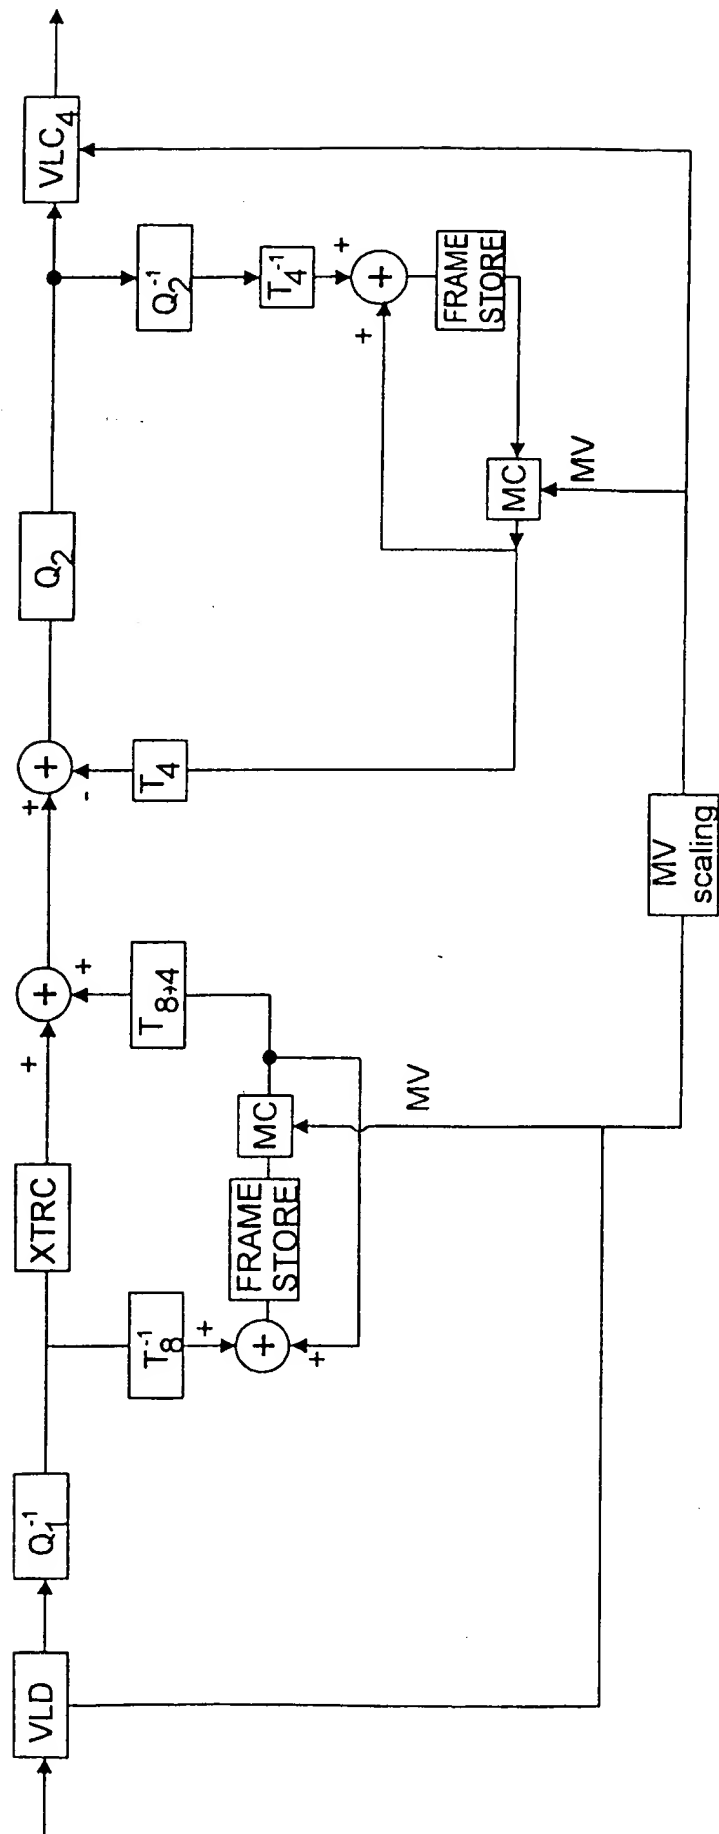 VLD
Q₁⁻¹
XTRC
+
+
+
+
-
+
Q₂
VLC₄
T₈⁻¹
+
+
+
FRAME
STORE
MC
T₈→₄
MV
T₄
Q₂⁻¹
T₄⁻¹
+
+
+
FRAME
STORE
MC
MV
MV
scaling